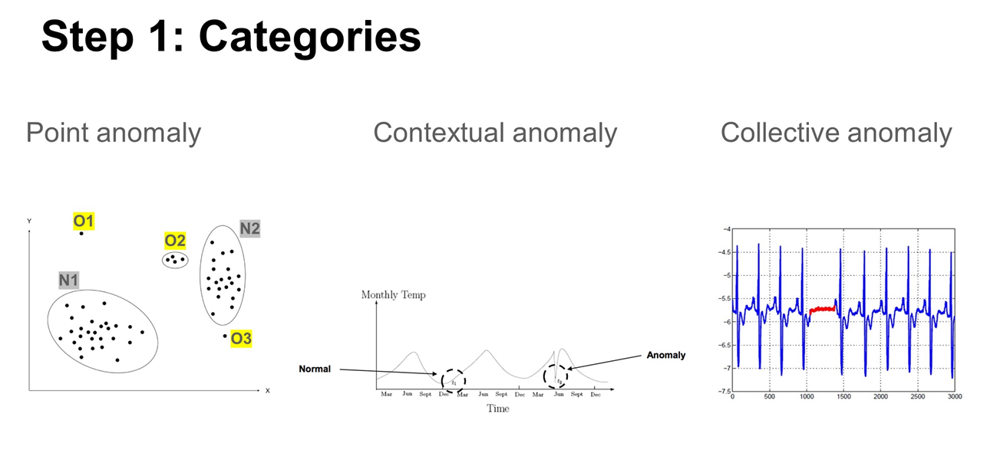 Step 1: Categories
Point anomaly
Contextual anomaly
Collective anomaly
Y
O1
O2
N2
N1
O3
X
Monthly Temp
Normal
Anomaly
t1
t2
Mar Jun Sept Dec Mar Jun Sept Dec Mar Jun Sept Dec
Time
−4
−4.5
−5
−5.5
−6
−6.5
−7
−7.5
0 500 1000 1500 2000 2500 3000